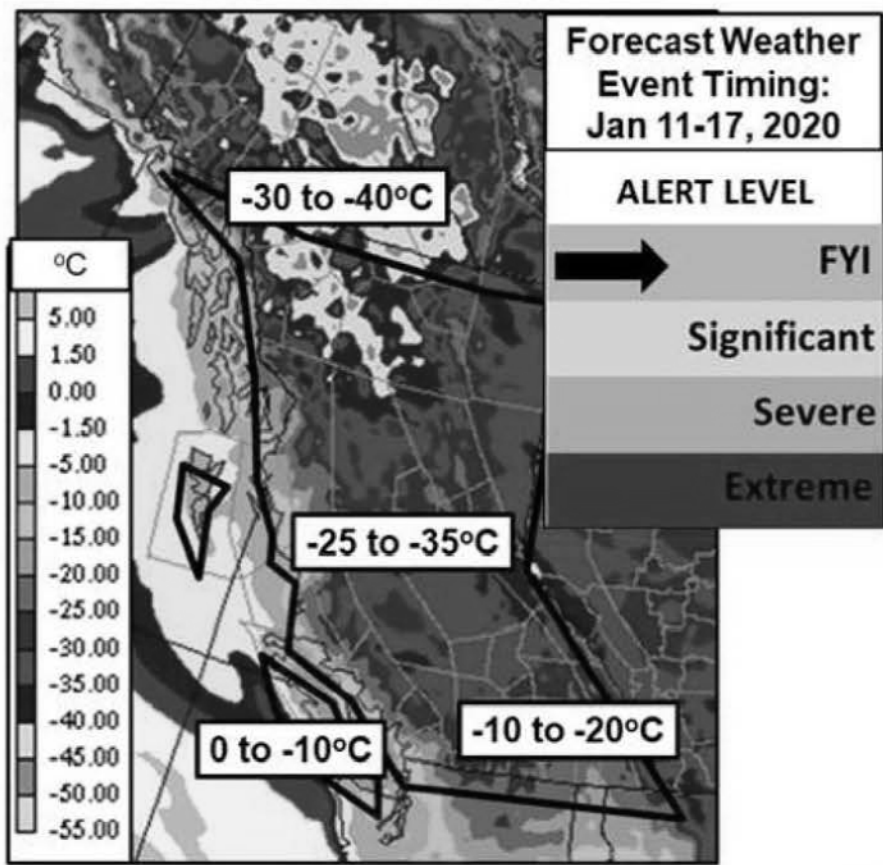 Forecast Weather
Event Timing:
Jan 11-17, 2020
ALERT LEVEL
FYI
Significant
Severe
Extreme
-30 to -40°C
°C
5.00
1.50
0.00
-1.50
-5.00
-10.00
-15.00
-20.00
-25.00
-30.00
-35.00
-40.00
-45.00
-50.00
-55.00
-25 to -35°C
0 to -10°C
-10 to -20°C